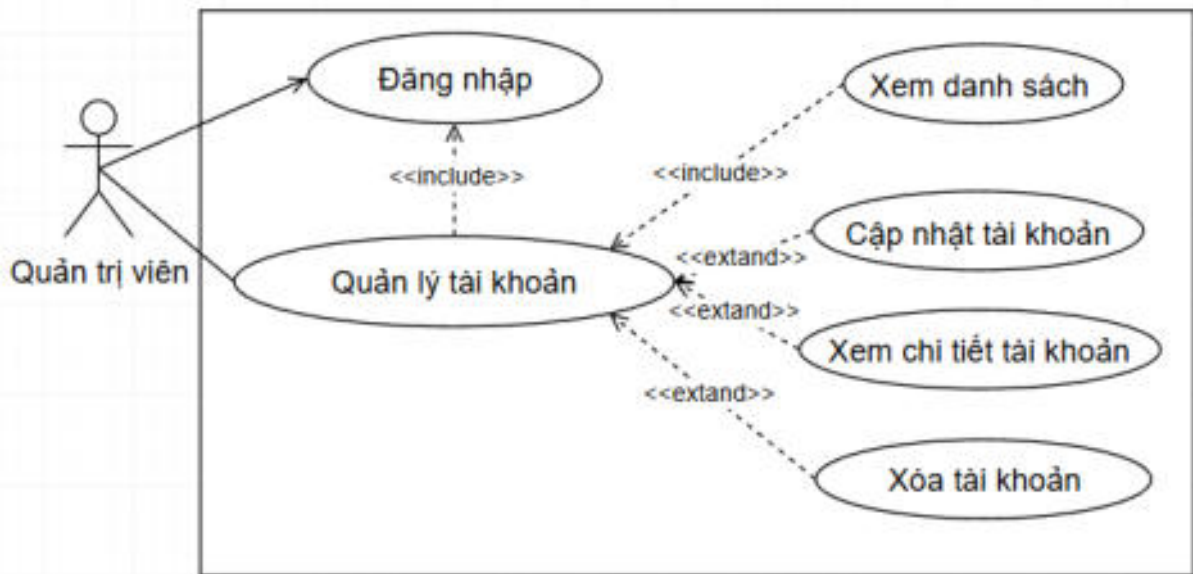 Đăng nhập
Xem danh sách
<<include>>
<<include>>
Cập nhật tài khoản
<<extand>>
Quản trị viên
Quản lý tài khoản
<<extand>>
Xem chi tiết tài khoản
<<extand>>
Xóa tài khoản